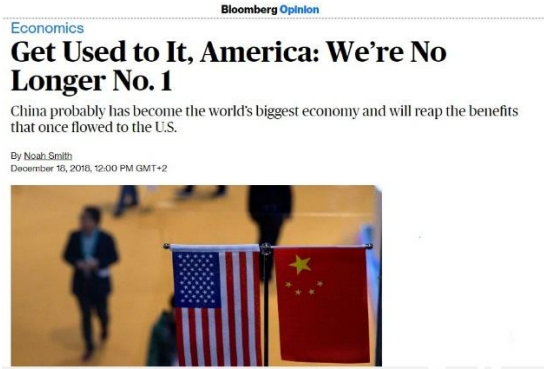 Bloomberg Opinion
Economics
Get Used to It, America: We're No
Longer No. 1
China probably has become the world's biggest economy and will reap the benefits
that once flowed to the U.S.
By Noah Smith
December 18, 2018, 12:00 PM GMT+2